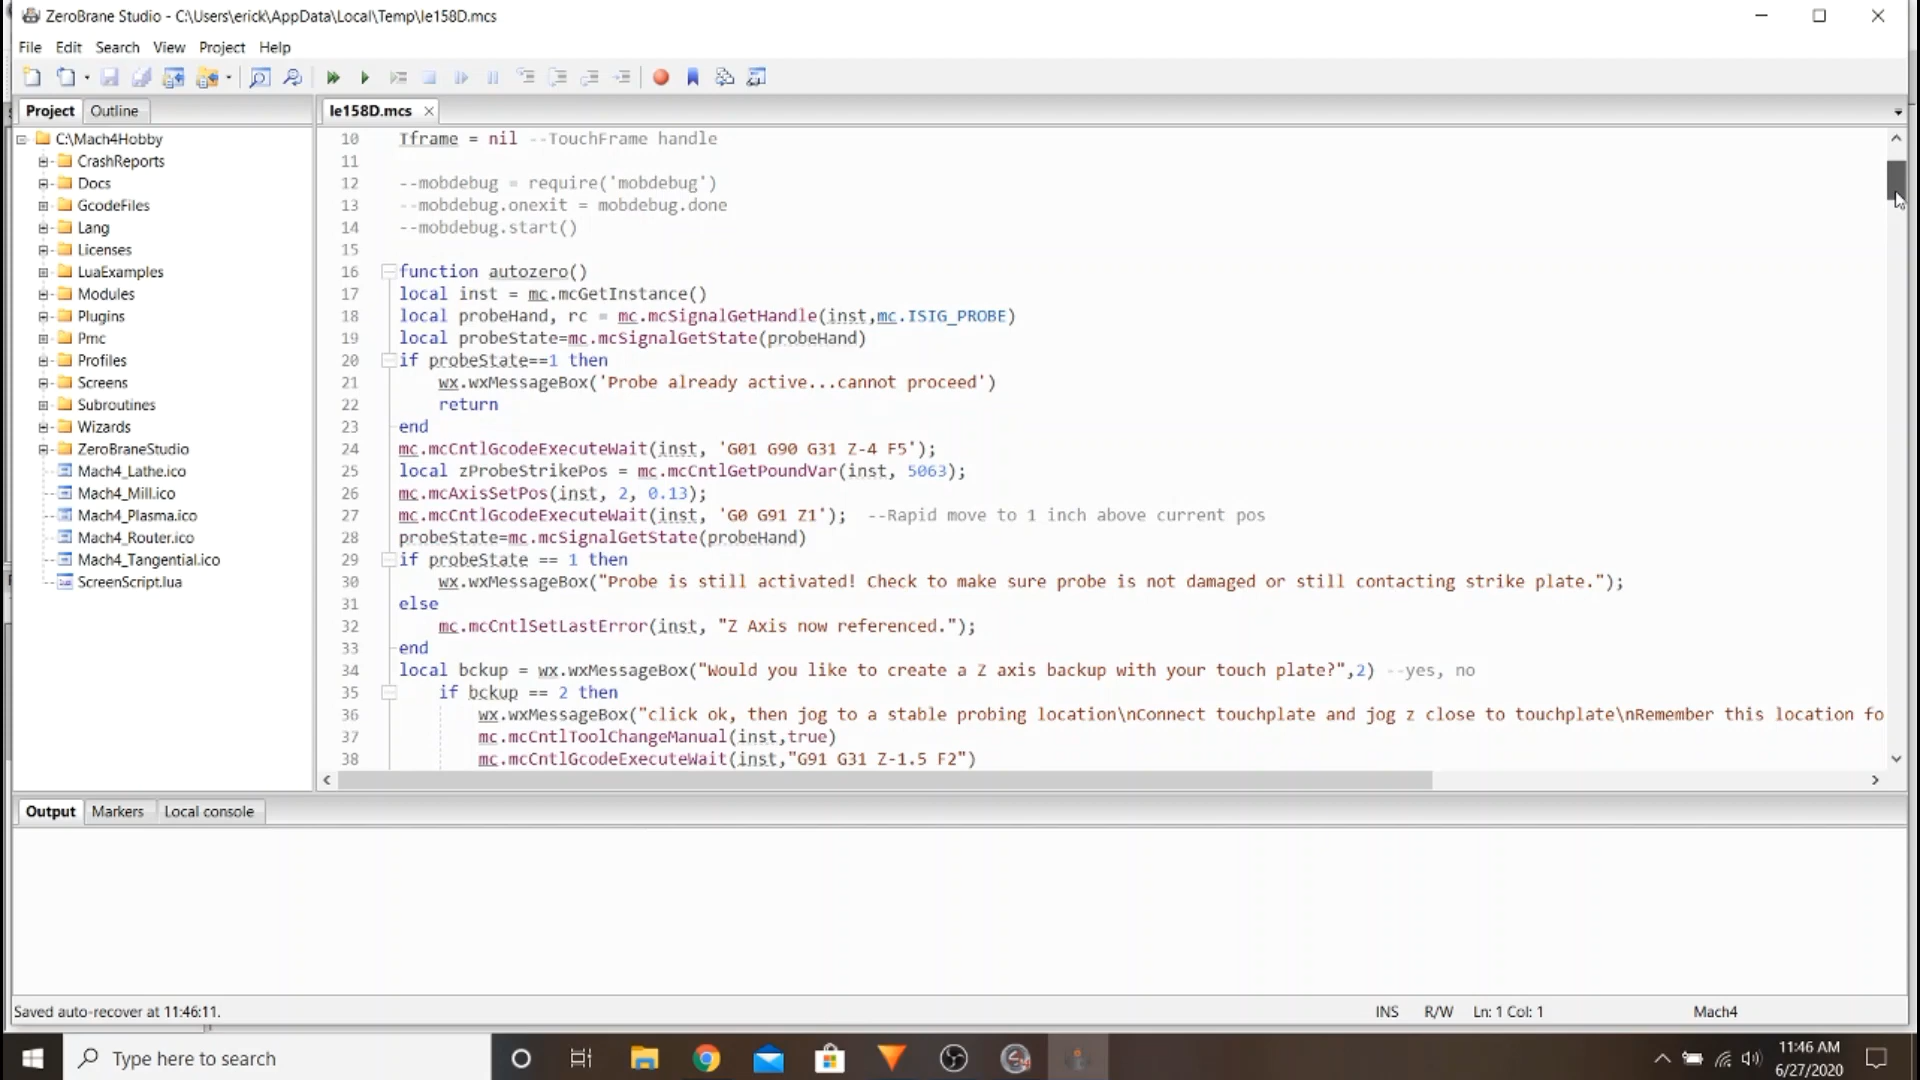 ZeroBrane Studio - C:\Users\erick\AppData\Local\Temp\Ie158D.mcs
File Edit Search View Project Help
Project Outline
C:\Mach4Hobby
CrashReports
Docs
GcodeFiles
Lang
Licenses
LuaExamples
Modules
Plugins
Pmc
Profiles
Screens
Subroutines
Wizards
ZeroBraneStudio
Mach4_Lathe.ico
Mach4_Mill.ico
Mach4_Plasma.ico
Mach4_Router.ico
Mach4_Tangential.ico
ScreenScript.lua
Ie158D.mcs
10 Tframe = nil --TouchFrame handle
11
12 --mobdebug = require('mobdebug')
13 --mobdebug.onexit = mobdebug.done
14 --mobdebug.start()
15
16 function autozero()
17 local inst = mc.mcGetInstance()
18 local probeHand, rc = mc.mcSignalGetHandle(inst,mc.ISIG_PROBE)
19 local probeState=mc.mcSignalGetState(probeHand)
20 if probeState==1 then
21 wx.wxMessageBox('Probe already active...cannot proceed')
22 return
23 end
24 mc.mcCntlGcodeExecuteWait(inst, 'G01 G90 G31 Z-4 F5');
25 local zProbeStrikePos = mc.mcCntlGetPoundVar(inst, 5063);
26 mc.mcAxisSetPos(inst, 2, 0.13);
27 mc.mcCntlGcodeExecuteWait(inst, 'G0 G91 Z1'); --Rapid move to 1 inch above current pos
28 probeState=mc.mcSignalGetState(probeHand)
29 if probeState == 1 then
30 wx.wxMessageBox("Probe is still activated! Check to make sure probe is not damaged or still contacting strike plate.");
31 else
32 mc.mcCntlSetLastError(inst, "Z Axis now referenced.");
33 end
34 local bckup = wx.wxMessageBox("Would you like to create a Z axis backup with your touch plate?",2) --yes, no
35 if bckup == 2 then
36 wx.wxMessageBox("click ok, then jog to a stable probing location\nConnect touchplate and jog z close to touchplate\nRemember this location fo
37 mc.mcCntlToolChangeManual(inst,true)
38 mc.mcCntlGcodeExecuteWait(inst,"G91 G31 Z-1.5 F2")
Output Markers Local console
Saved auto-recover at 11:46:11.
INS R/W Ln: 1 Col: 1 Mach4
Type here to search
11:46 AM
6/27/2020